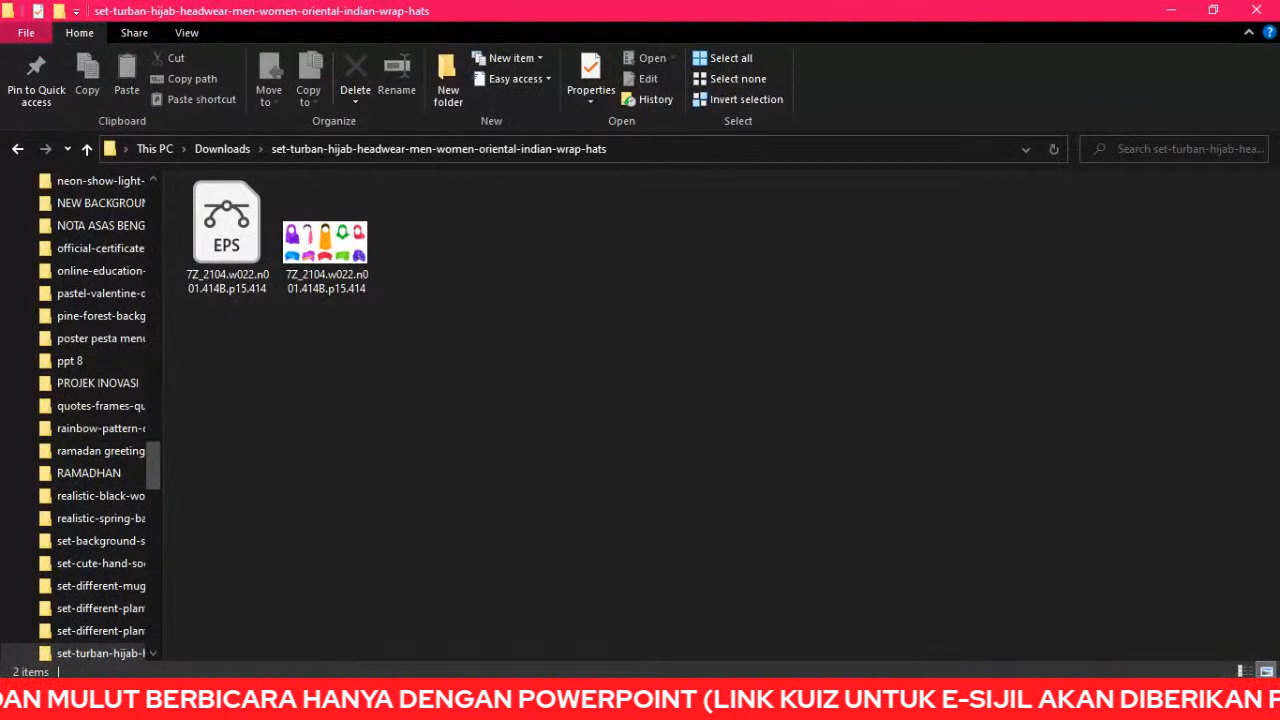 set-turban-hijab-headwear-men-women-oriental-indian-wrap-hats
File
Home
Share
View
Pin to Quick access
Copy
Paste
Cut
Copy path
Paste shortcut
Clipboard
Move to
Copy to
Delete
Rename
Organize
New folder
New item
Easy access
New
Properties
Open
Edit
History
Open
Select all
Select none
Invert selection
Select
This PC
Downloads
set-turban-hijab-headwear-men-women-oriental-indian-wrap-hats
Search set-turban-hijab-hea...
neon-show-light-
NEW BACKGROUN
NOTA ASAS BENG
official-certificate
online-education-
pastel-valentine-c
pine-forest-backg
poster pesta menu
ppt 8
PROJEK INOVASI
quotes-frames-qu
rainbow-pattern-c
ramadan greeting
RAMADHAN
realistic-black-wo
realistic-spring-ba
set-background-s
set-cute-hand-so
set-different-mug
set-different-plan
set-different-plan
set-turban-hijab-h
EPS
7Z_2104.w022.n0
01.414B.p15.414
7Z_2104.w022.n0
01.414B.p15.414
2 items
DAN MULUT BERBICARA HANYA DENGAN POWERPOINT (LINK KUIZ UNTUK E-SIJIL AKAN DIBERIKAN P